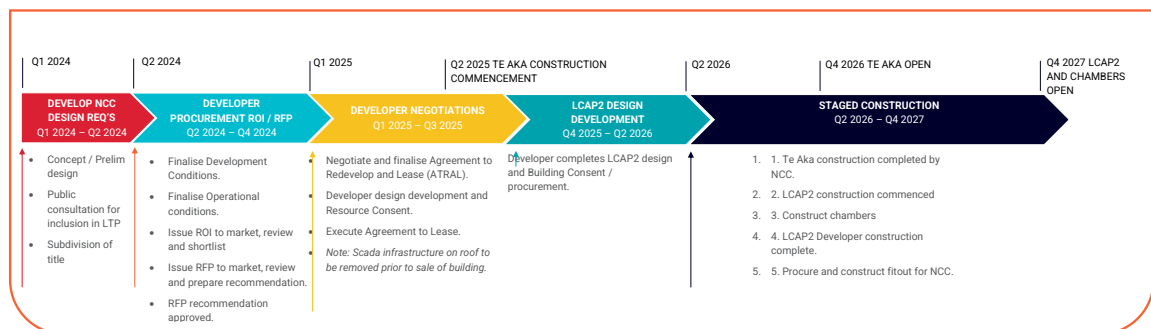 Q1 2024
Q2 2024
Q1 2025
Q2 2025 TE AKA CONSTRUCTION
COMMENCEMENT
Q2 2026
Q4 2026 TE AKA OPEN
Q4 2027 LCAP2
AND CHAMBERS
OPEN
DEVELOP NCC
DESIGN REQ'S
Q1 2024 – Q2 2024
DEVELOPER
PROCUREMENT ROI / RFP
Q2 2024 – Q4 2024
DEVELOPER NEGOTIATIONS
Q1 2025 – Q3 2025
LCAP2 DESIGN
DEVELOPMENT
Q4 2025 – Q2 2026
STAGED CONSTRUCTION
Q2 2026 – Q4 2027
• Concept / Prelim
design
• Public
consultation for
inclusion in LTP
• Subdivision of
title
• Finalise Development
Conditions.
• Finalise Operational
conditions.
• Issue ROI to market, review
and shortlist
• Issue RFP to market, review
and prepare recommendation.
• RFP recommendation
approved.
• Negotiate and finalise Agreement to
Redevelop and Lease (ATRAL).
• Developer design development and
Resource Consent.
• Execute Agreement to Lease.
• Note: Scada infrastructure on roof to
be removed prior to sale of building.
Developer completes LCAP2 design
and Building Consent /
procurement.
1. 1. Te Aka construction completed by
NCC.
2. 2. LCAP2 construction commenced
3. 3. Construct chambers
4. 4. LCAP2 Developer construction
complete.
5. 5. Procure and construct fitout for NCC.